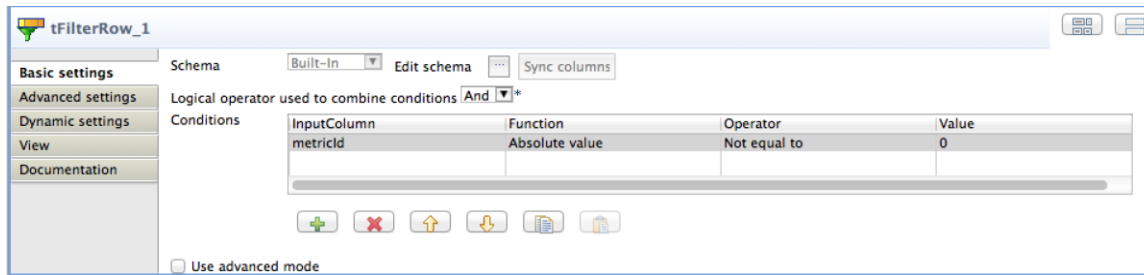 tFilterRow_1
Basic settings
Advanced settings
Dynamic settings
View
Documentation
Schema Built-In Edit schema ... Sync columns
Logical operator used to combine conditions And *
Conditions
InputColumn Function Operator Value
metricId Absolute value Not equal to 0
Use advanced mode